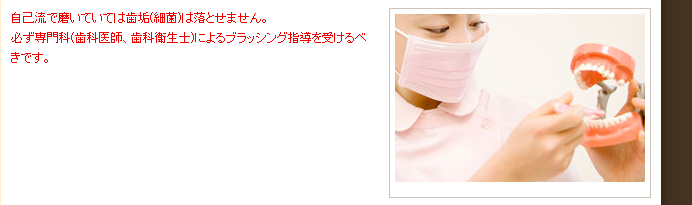 自己流で磨いていては歯垢(細菌)は落とせません。
必ず専門科(歯科医師、歯科衛生士)によるブラッシング指導を受けるべ
きです。